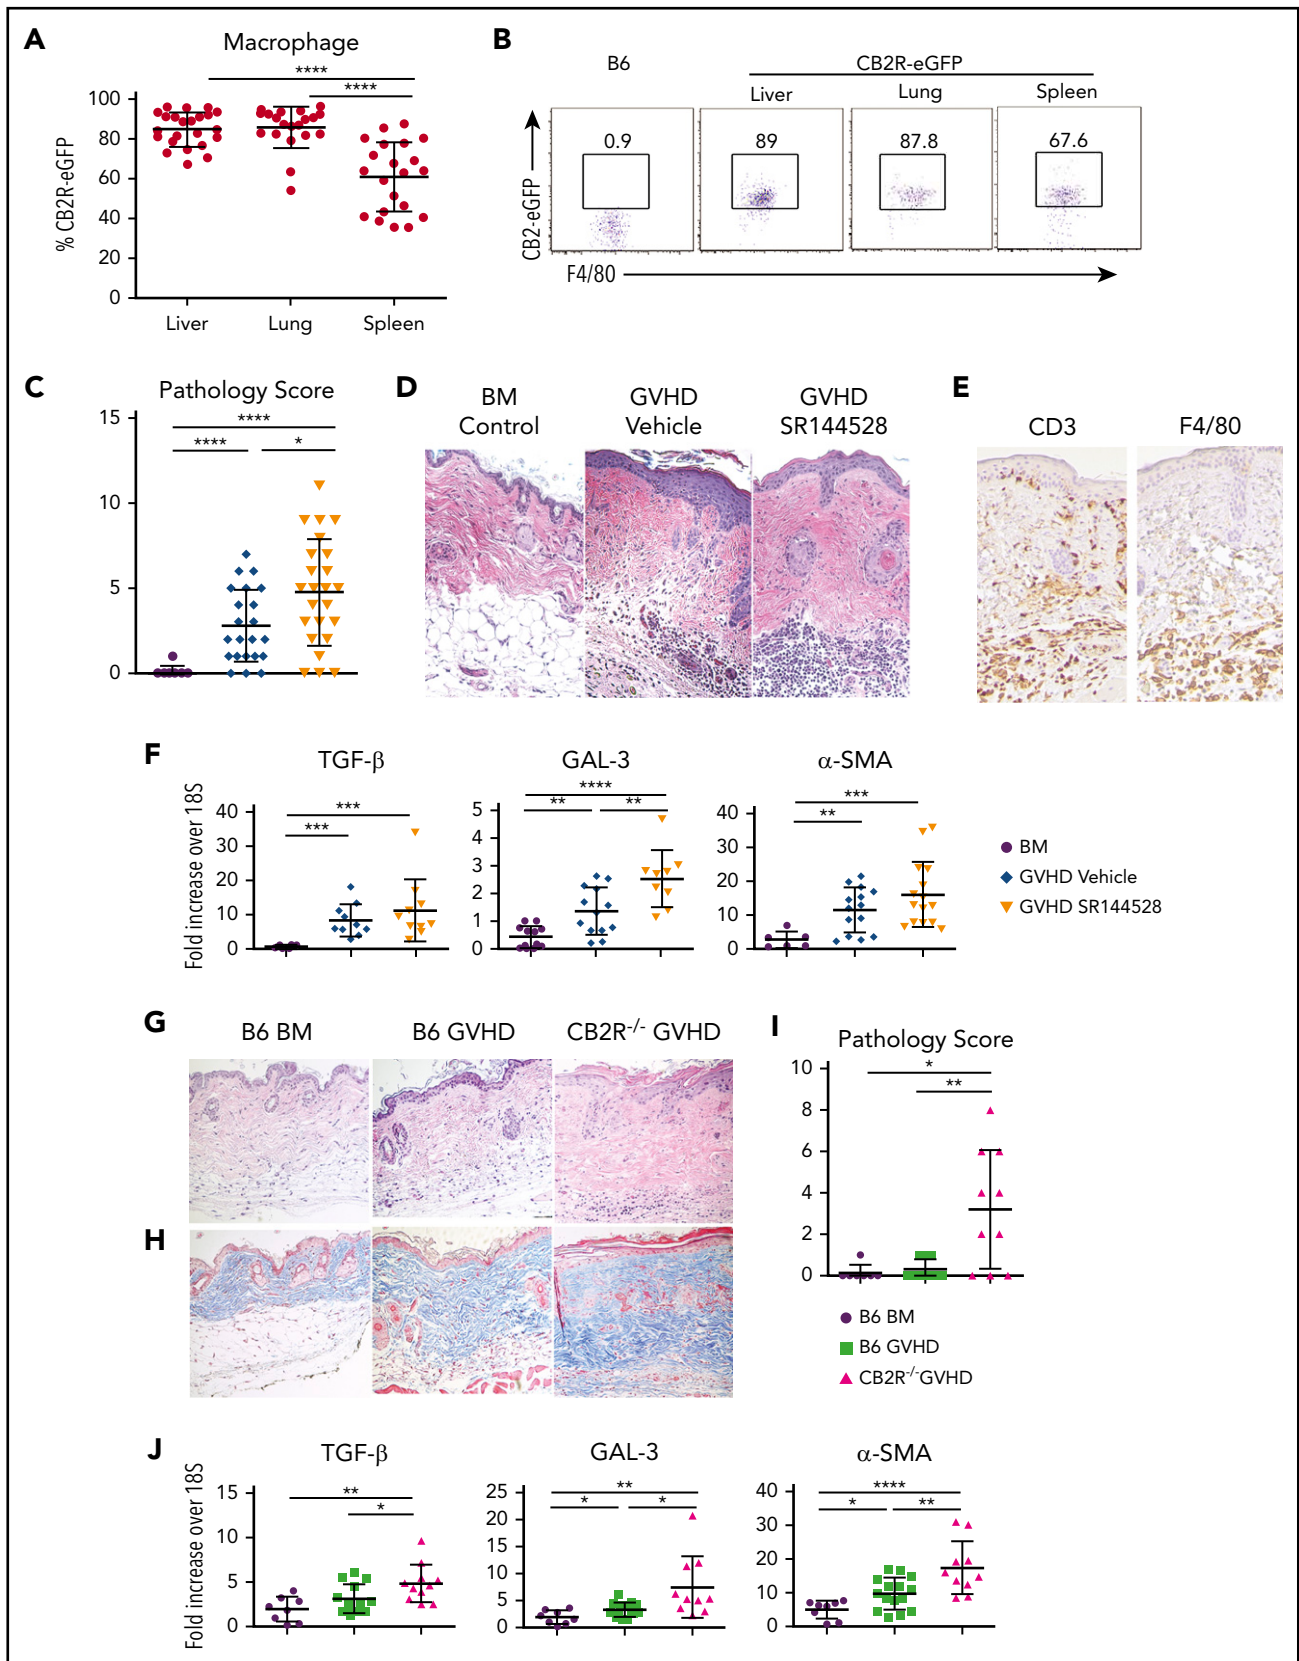 A
Macrophage
****
****
% CB2R-eGFP
100
80
60
40
20
0
Liver
Lung
Spleen
B
B6
CB2R-eGFP
Liver
Lung
Spleen
0.9
89
87.8
67.6
CB2-eGFP
F4/80
C
Pathology Score
****
****
*
15
10
5
0
D
BM
Control
GVHD
Vehicle
GVHD
SR144528
E
CD3
F4/80
F
Fold increase over 18S
TGF-β
***
***
40
30
20
10
0
GAL-3
****
**
**
5
4
3
2
1
0
α-SMA
***
**
40
30
20
10
0
BM
GVHD Vehicle
GVHD SR144528
G
B6 BM
B6 GVHD
CB2R-/- GVHD
H
I
Pathology Score
*
**
10
8
6
4
2
0
B6 BM
B6 GVHD
CB2R-/-GVHD
J
Fold increase over 18S
TGF-β
**
*
15
10
5
0
GAL-3
**
*
*
25
20
15
10
5
0
α-SMA
****
*
**
40
30
20
10
0